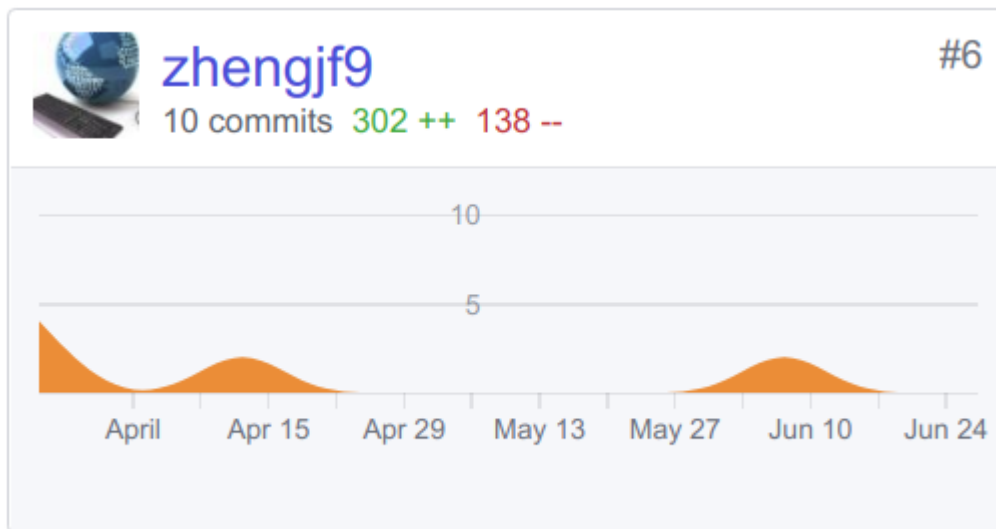 zhengjf9
#6
10 commits 302 ++ 138 --
10
5
April Apr 15 Apr 29 May 13 May 27 Jun 10 Jun 24